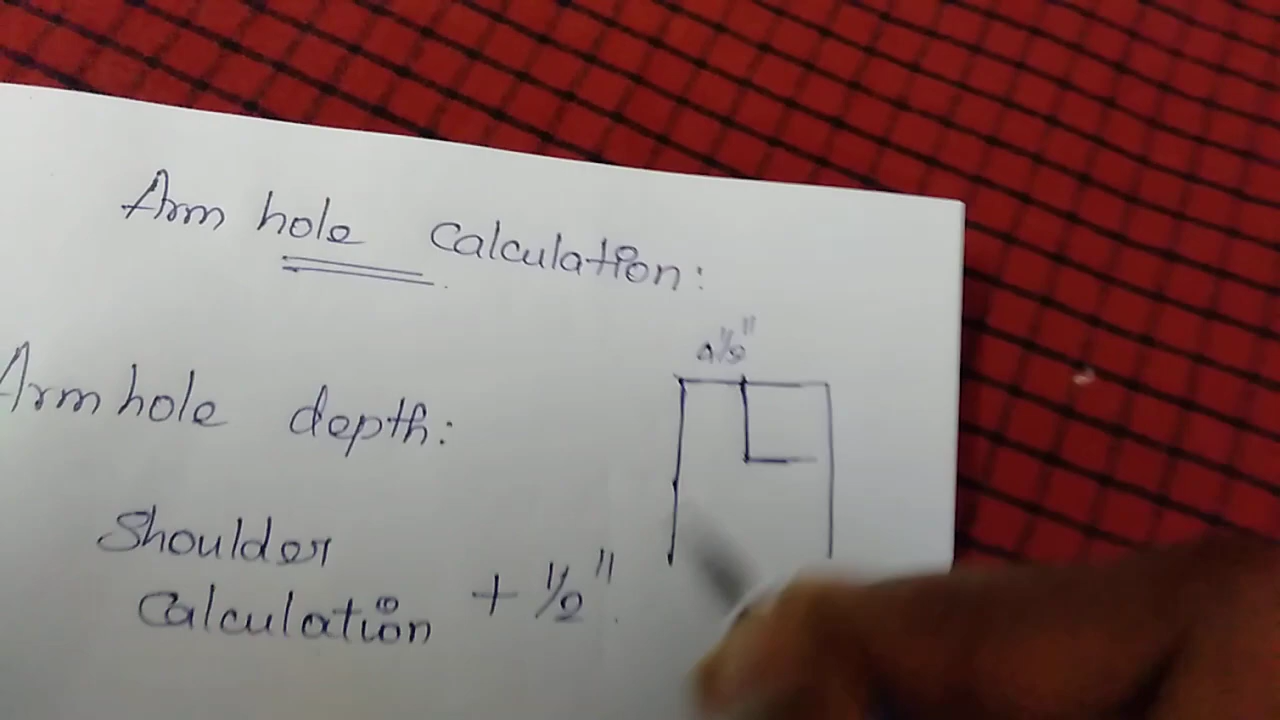 Arm hole Calculation:
Armhole depth:
Shoulder
Calculation + 1/2"